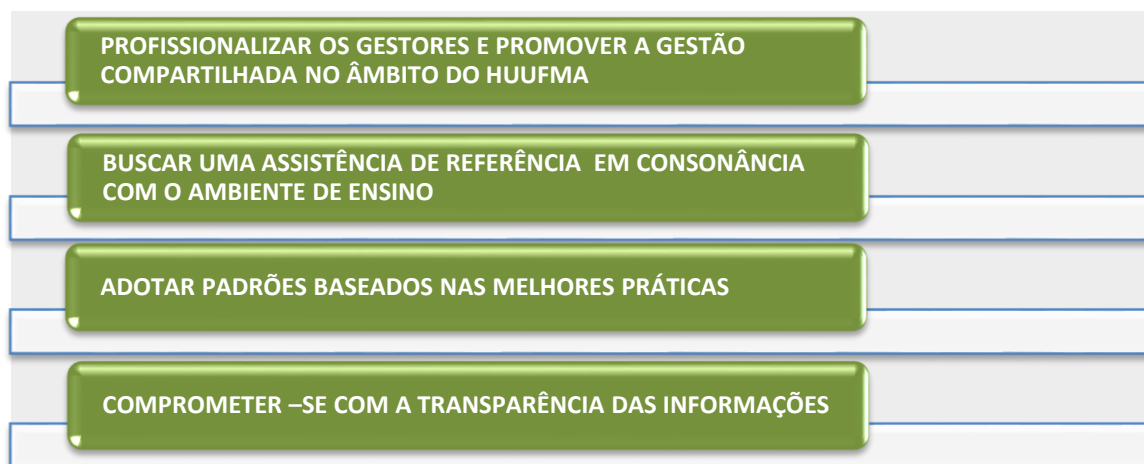 PROFISSIONALIZAR OS GESTORES E PROMOVER A GESTÃO
COMPARTILHADA NO ÂMBITO DO HUUFMA
BUSCAR UMA ASSISTÊNCIA DE REFERÊNCIA EM CONSONÂNCIA
COM O AMBIENTE DE ENSINO
ADOTAR PADRÕES BASEADOS NAS MELHORES PRÁTICAS
COMPROMETER –SE COM A TRANSPARÊNCIA DAS INFORMAÇÕES